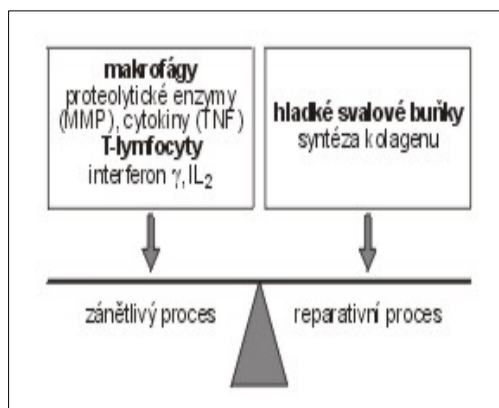 makrofágy
proteolytické enzymy
(MMP), cytokiny (TNF)
T-lymfocyty
interferon γ, IL2
hladké svalové buňky
syntéza kolagenu
zánětlivý proces
reparativní proces